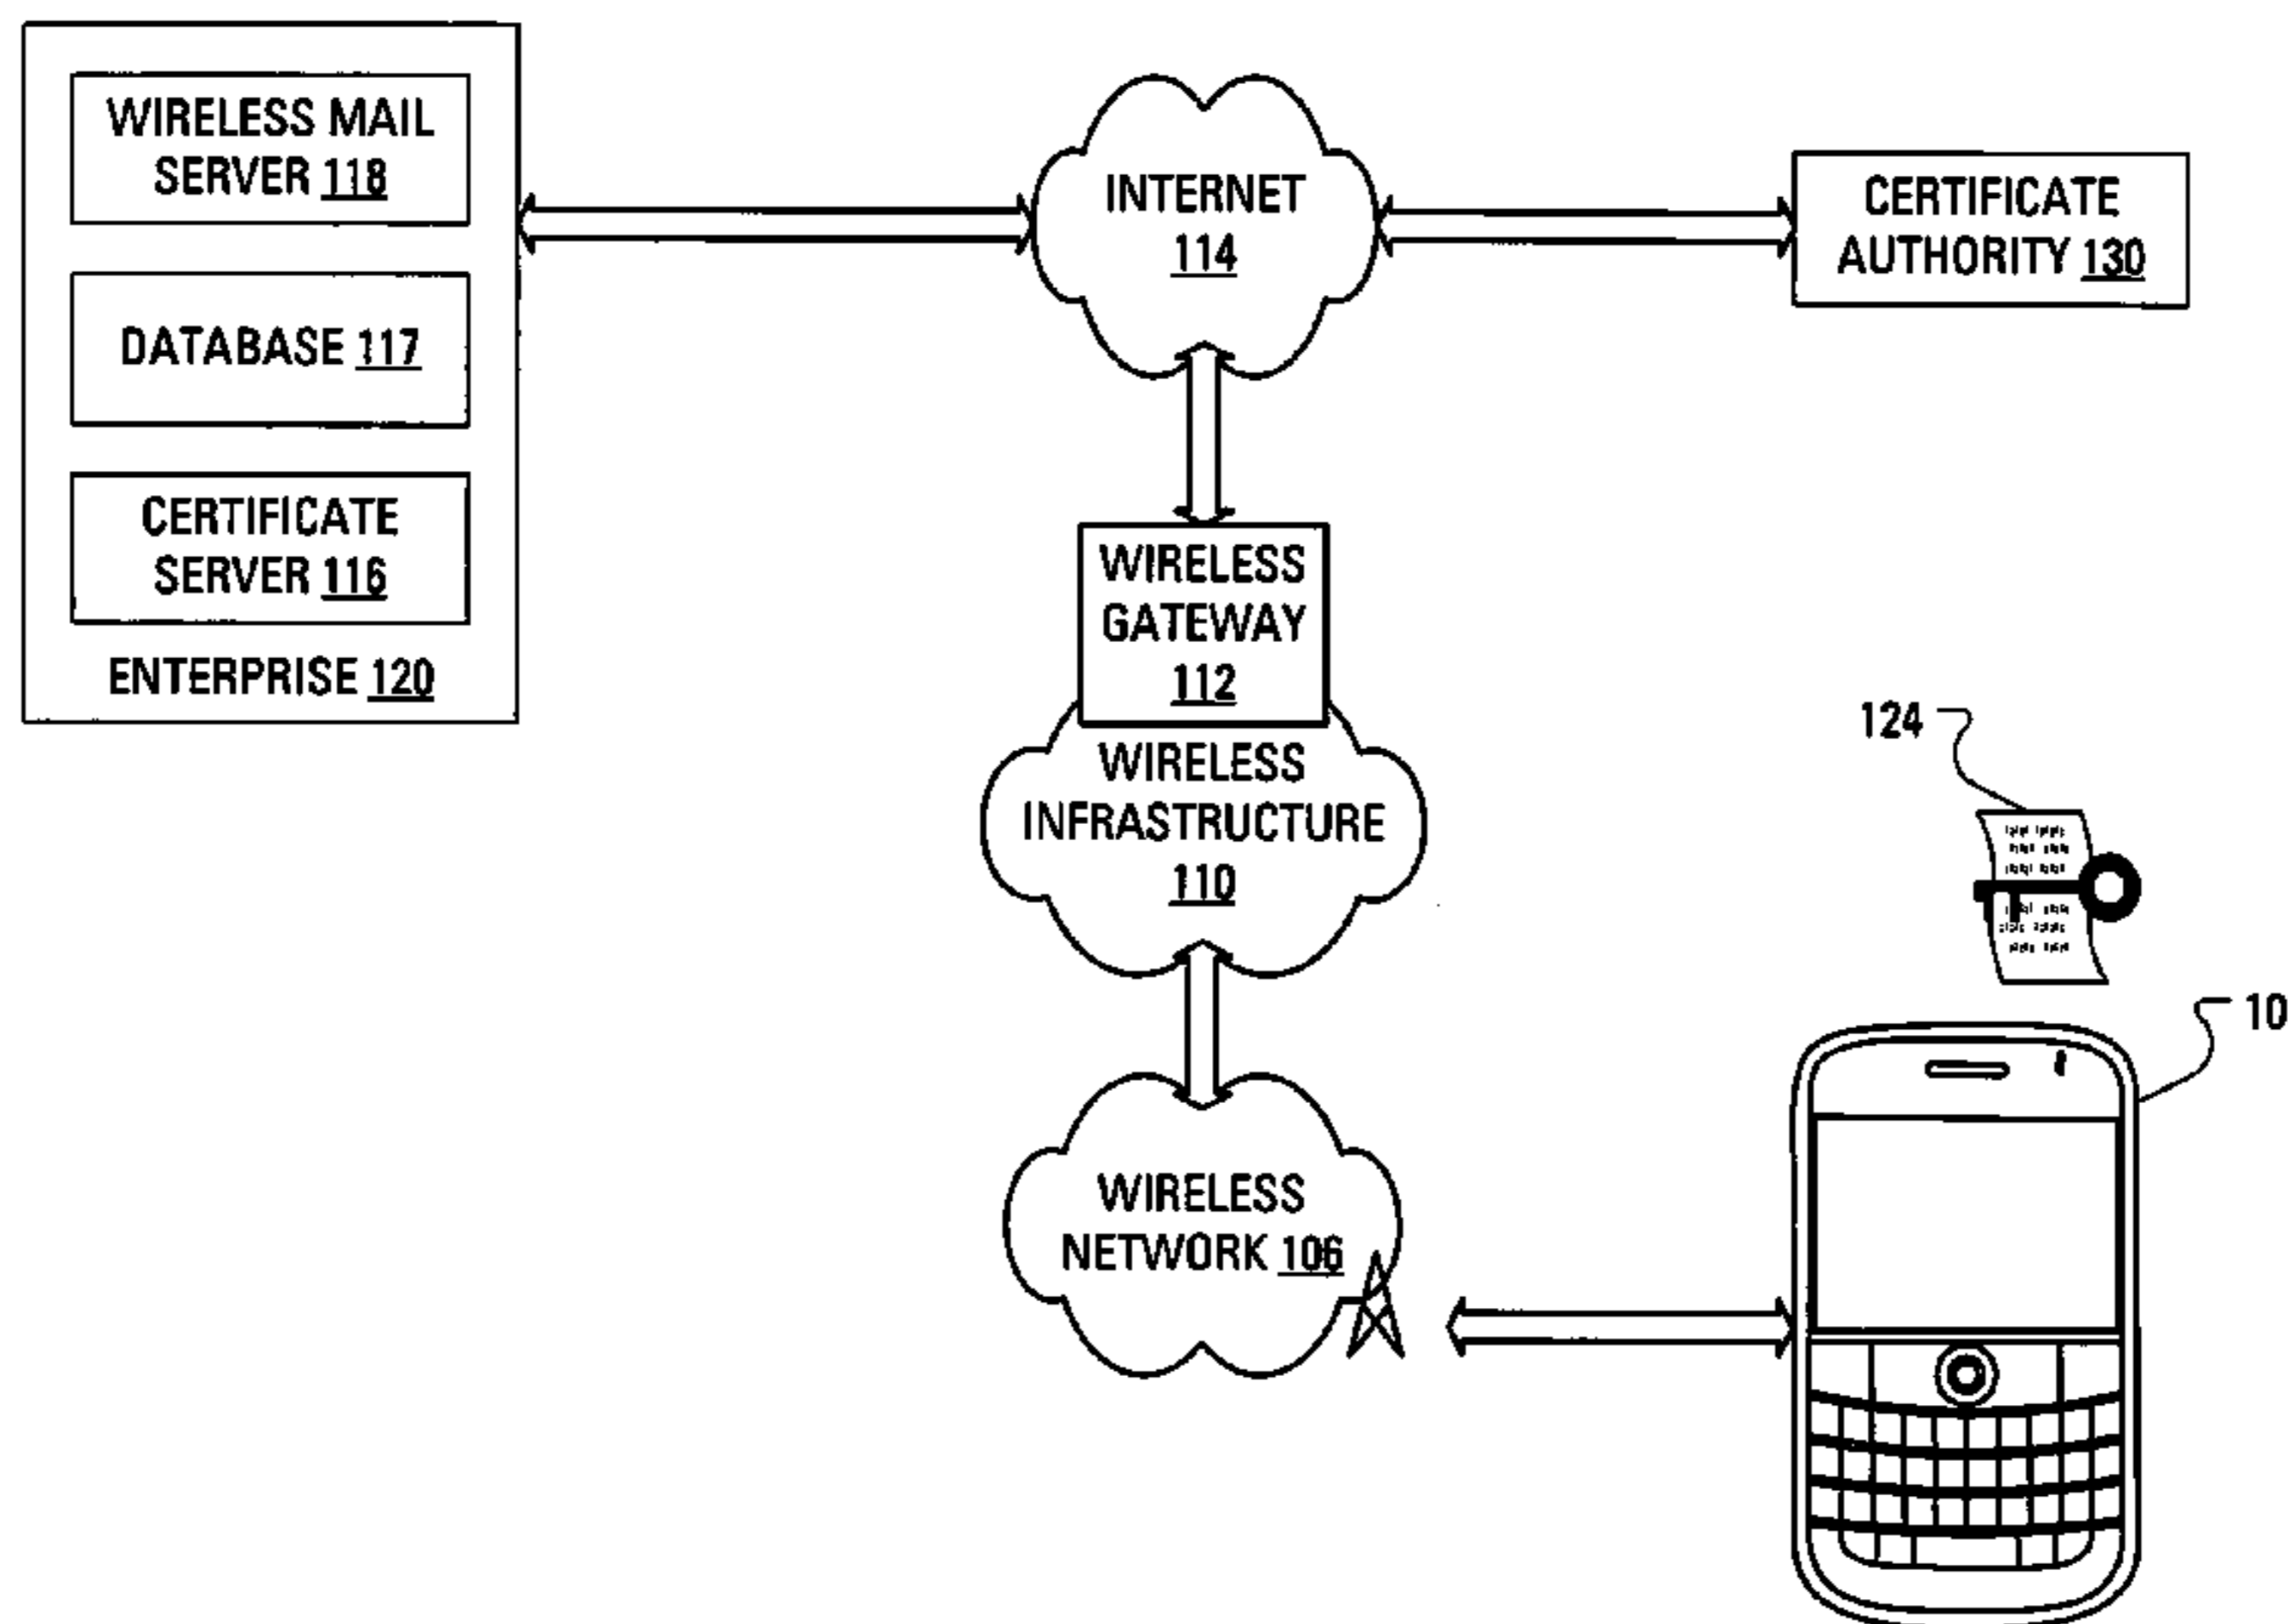 WIRELESS MAIL
SERVER 118
DATABASE 117
CERTIFICATE
SERVER 116
ENTERPRISE 120
INTERNET
114
CERTIFICATE
AUTHORITY 130
WIRELESS
GATEWAY
112
WIRELESS
INFRASTRUCTURE
110
WIRELESS
NETWORK 106
124
10